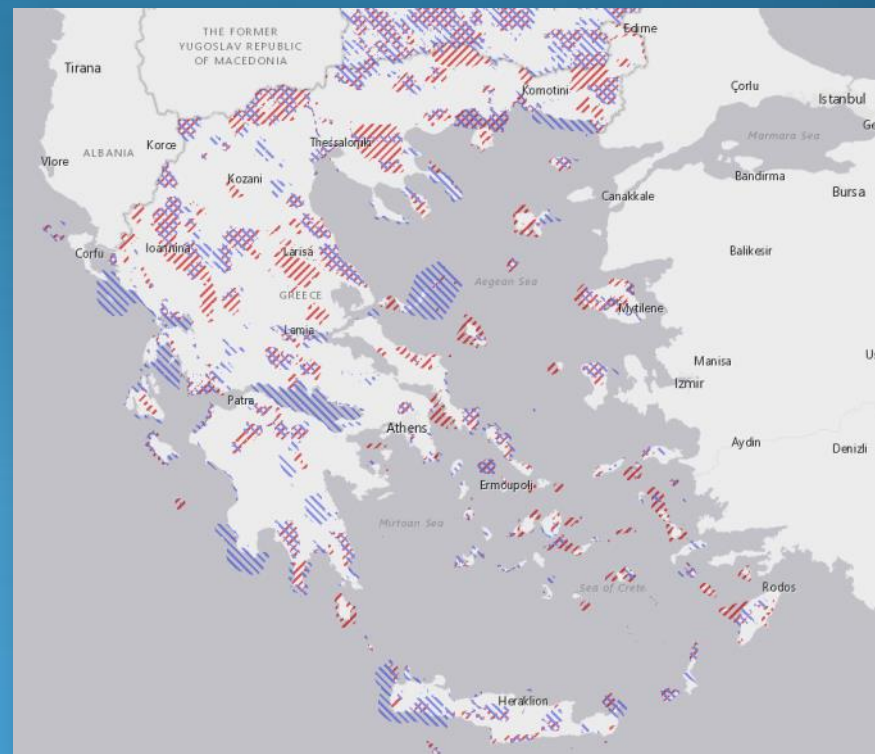 THE FORMER
YUGOSLAV REPUBLIC
OF MACEDONIA
Edirne
Tirana
Çorlu
Istanbul
Komotini
Marmara Sea
Korce
Thessaloniki
ALBANIA
Vlore
Bandirma
Kozani
Canakkale
Bursa
Ioannina
Larisa
Corfu
Balikesir
Aegean Sea
GREECE
Mytilene
Lamia
Manisa
Izmir
Patra
Athens
Aydin
Denizli
Ermoupolj
Mirtoan Sea
Sea of Crete
Rodos
Heraklion